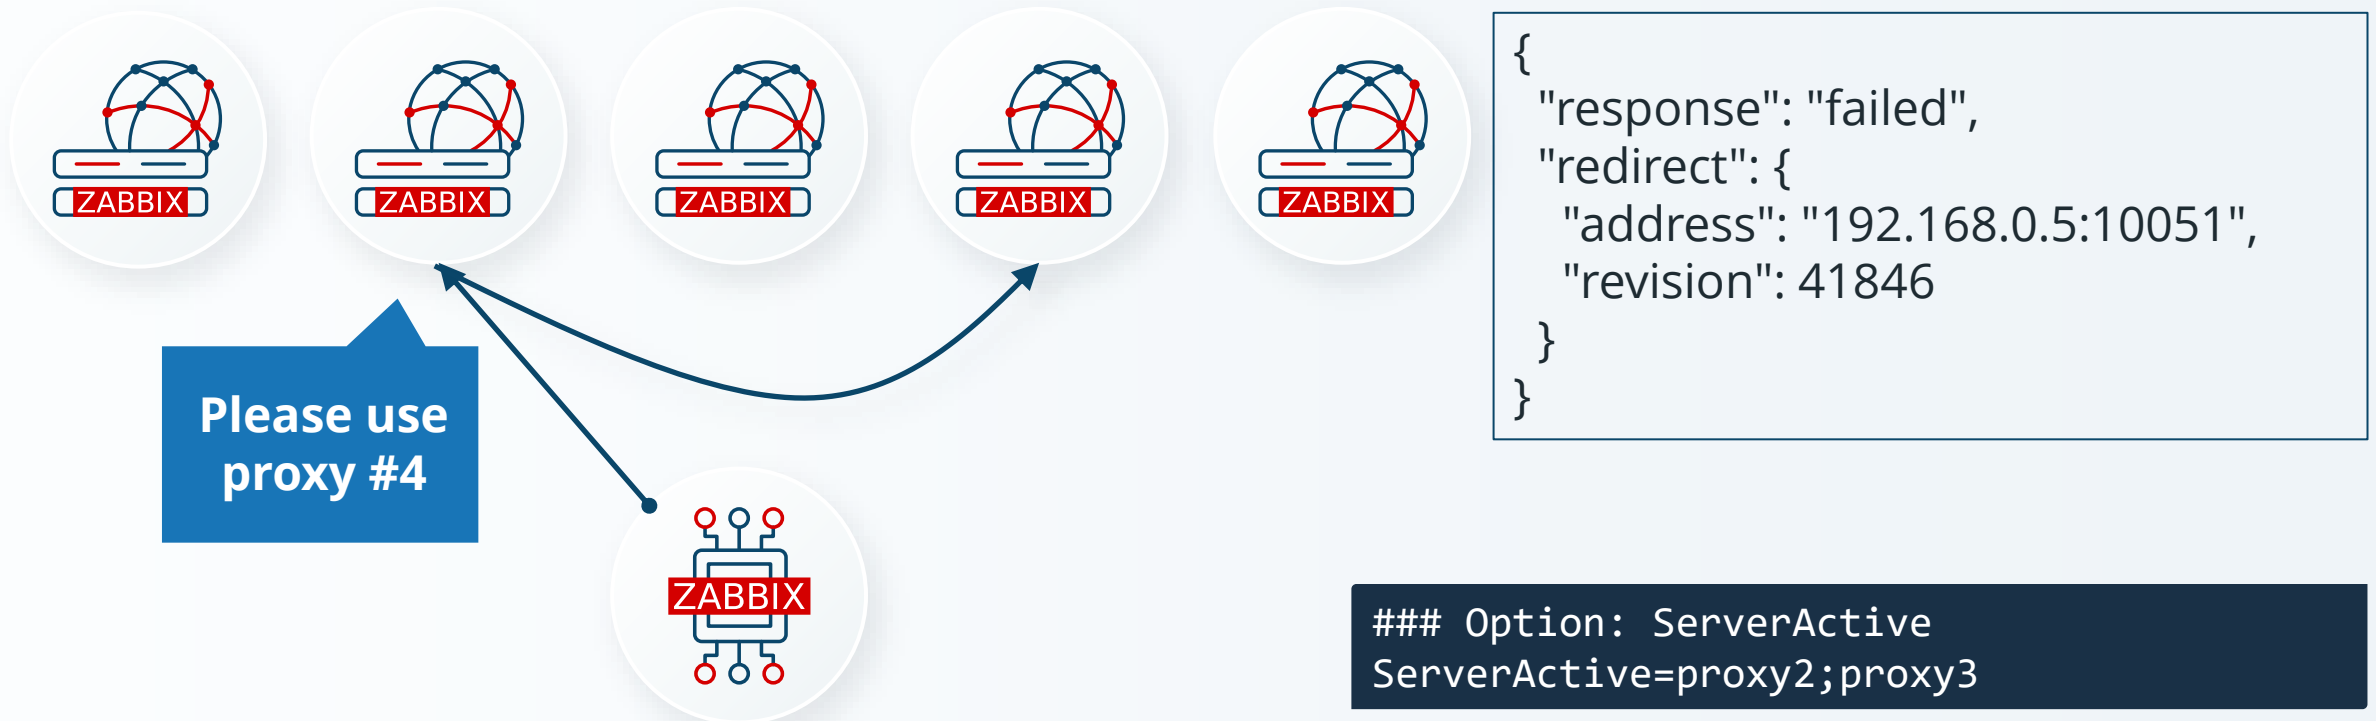 ZABBIX
ZABBIX
ZABBIX
ZABBIX
ZABBIX
{
"response": "failed",
"redirect": {
"address": "192.168.0.5:10051",
"revision": 41846
}
}
Please use
proxy #4
ZABBIX
### Option: ServerActive
ServerActive=proxy2;proxy3